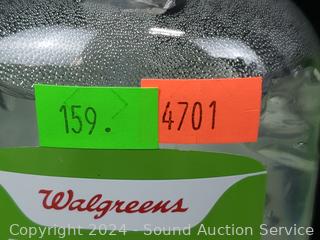 159. 4701
Walgreens
Copyright 2024 - Sound Auction Service